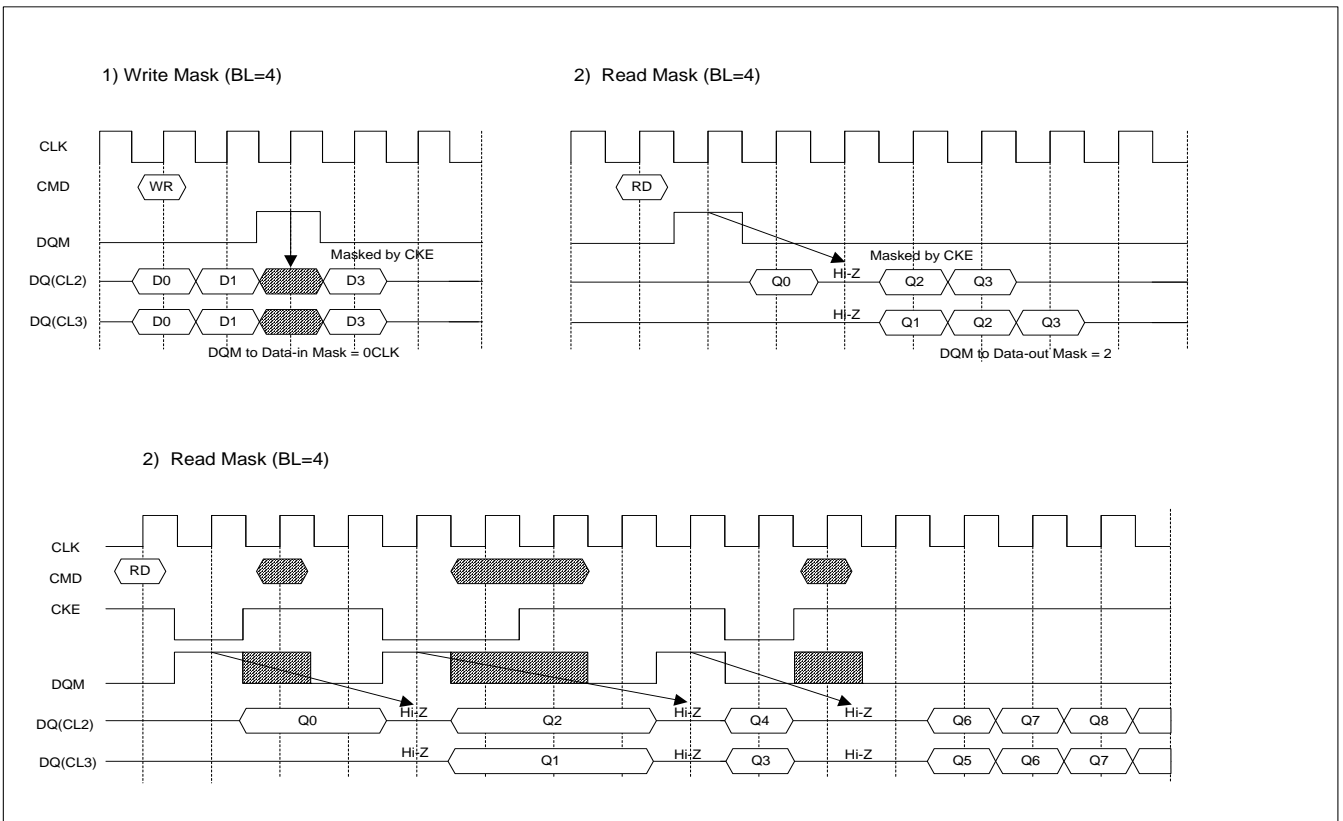 1) Write Mask (BL=4)
2) Read Mask (BL=4)
CLK
CMD
WR
DQM
Masked by CKE
DQ(CL2)
D0 D1 D3
DQ(CL3)
D0 D1 D3
DQM to Data-in Mask = 0CLK
RD
Masked by CKE
Q0 Hi-Z Q2 Q3
Hi-Z Q1 Q2 Q3
DQM to Data-out Mask = 2
2) Read Mask (BL=4)
CLK
CMD
RD
CKE
DQM
DQ(CL2)
Q0 Hi-Z Q2 Hi-Z Q4 Hi-Z Q6 Q7 Q8
DQ(CL3)
Hi-Z Q1 Hi-Z Q3 Hi-Z Q5 Q6 Q7